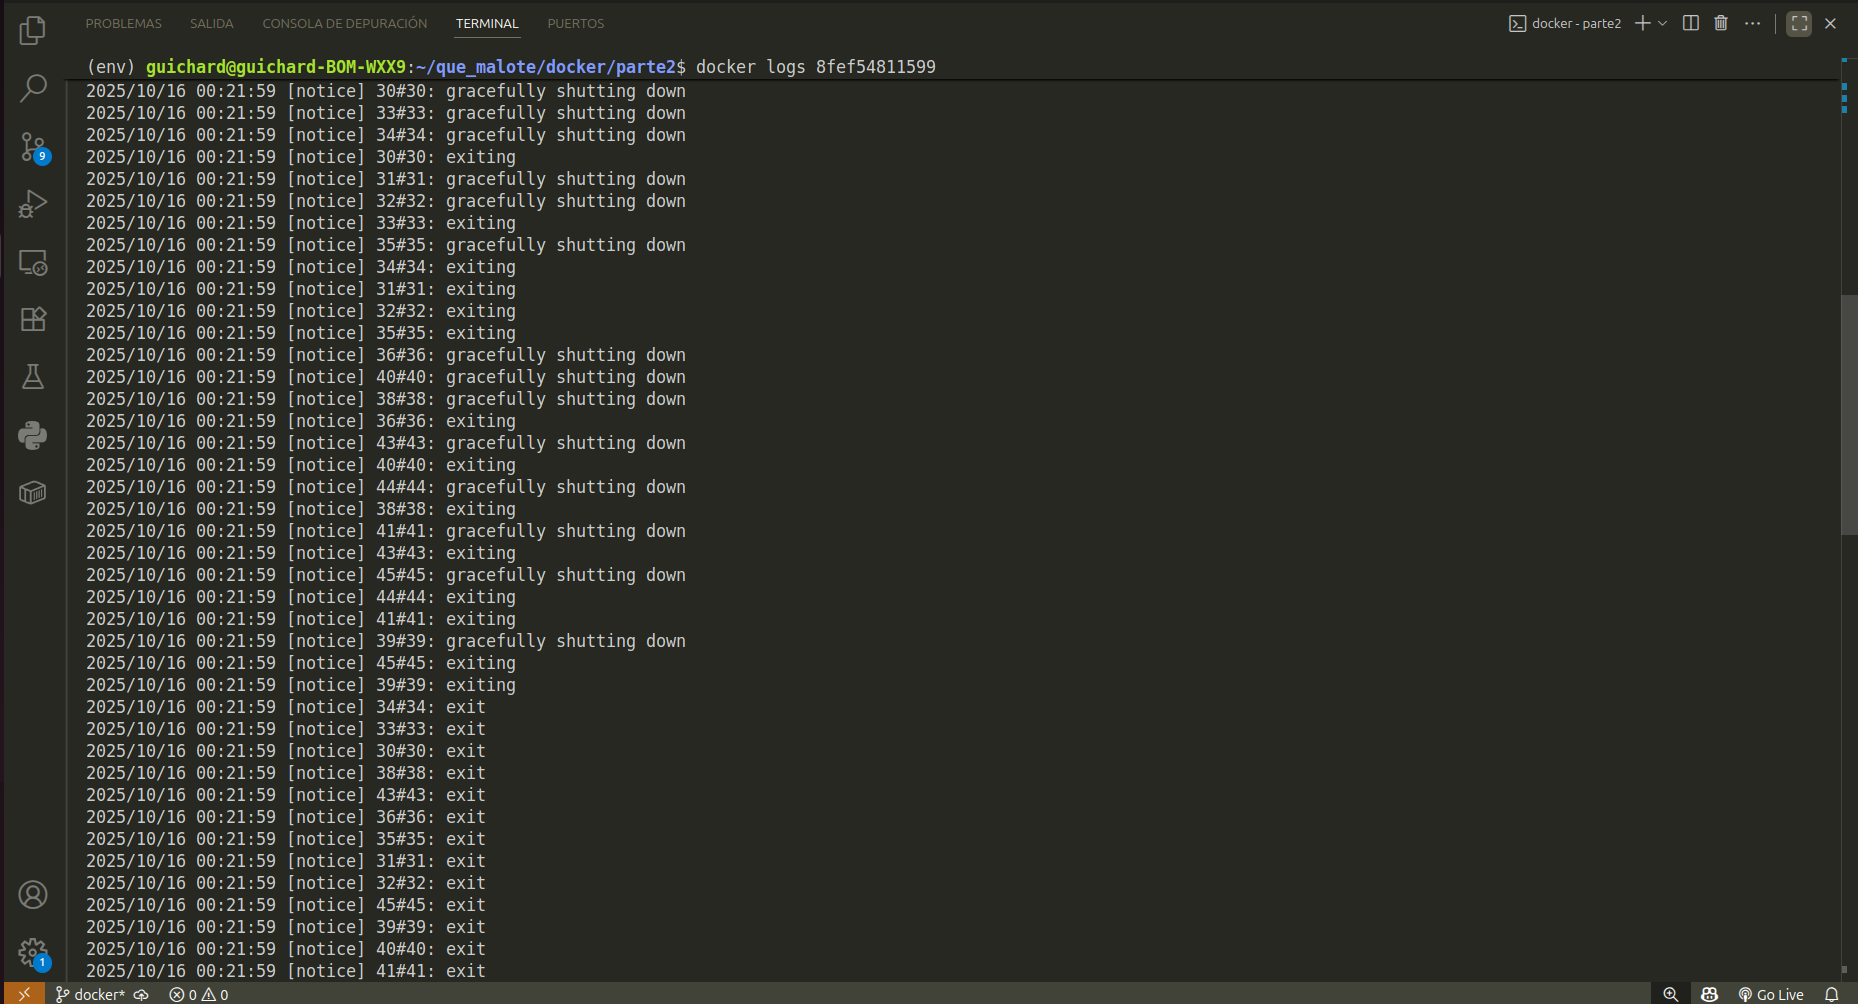 PROBLEMAS SALIDA CONSOLA DE DEPURACIÓN TERMINAL PUERTOS docker - parte2
(env) guichard@guichard-BOM-WXX9:~/que_malote/docker/parte2$ docker logs 8fef54811599
2025/10/16 00:21:59 [notice] 30#30: gracefully shutting down
2025/10/16 00:21:59 [notice] 33#33: gracefully shutting down
2025/10/16 00:21:59 [notice] 34#34: gracefully shutting down
2025/10/16 00:21:59 [notice] 30#30: exiting
2025/10/16 00:21:59 [notice] 31#31: gracefully shutting down
2025/10/16 00:21:59 [notice] 32#32: gracefully shutting down
2025/10/16 00:21:59 [notice] 33#33: exiting
2025/10/16 00:21:59 [notice] 35#35: gracefully shutting down
2025/10/16 00:21:59 [notice] 34#34: exiting
2025/10/16 00:21:59 [notice] 31#31: exiting
2025/10/16 00:21:59 [notice] 32#32: exiting
2025/10/16 00:21:59 [notice] 35#35: exiting
2025/10/16 00:21:59 [notice] 36#36: gracefully shutting down
2025/10/16 00:21:59 [notice] 40#40: gracefully shutting down
2025/10/16 00:21:59 [notice] 38#38: gracefully shutting down
2025/10/16 00:21:59 [notice] 36#36: exiting
2025/10/16 00:21:59 [notice] 43#43: gracefully shutting down
2025/10/16 00:21:59 [notice] 40#40: exiting
2025/10/16 00:21:59 [notice] 44#44: gracefully shutting down
2025/10/16 00:21:59 [notice] 38#38: exiting
2025/10/16 00:21:59 [notice] 41#41: gracefully shutting down
2025/10/16 00:21:59 [notice] 43#43: exiting
2025/10/16 00:21:59 [notice] 45#45: gracefully shutting down
2025/10/16 00:21:59 [notice] 44#44: exiting
2025/10/16 00:21:59 [notice] 41#41: exiting
2025/10/16 00:21:59 [notice] 39#39: gracefully shutting down
2025/10/16 00:21:59 [notice] 45#45: exiting
2025/10/16 00:21:59 [notice] 39#39: exiting
2025/10/16 00:21:59 [notice] 34#34: exit
2025/10/16 00:21:59 [notice] 33#33: exit
2025/10/16 00:21:59 [notice] 30#30: exit
2025/10/16 00:21:59 [notice] 38#38: exit
2025/10/16 00:21:59 [notice] 43#43: exit
2025/10/16 00:21:59 [notice] 36#36: exit
2025/10/16 00:21:59 [notice] 35#35: exit
2025/10/16 00:21:59 [notice] 31#31: exit
2025/10/16 00:21:59 [notice] 32#32: exit
2025/10/16 00:21:59 [notice] 45#45: exit
2025/10/16 00:21:59 [notice] 39#39: exit
2025/10/16 00:21:59 [notice] 40#40: exit
2025/10/16 00:21:59 [notice] 41#41: exit
9
1
docker* 0 0 Go Live